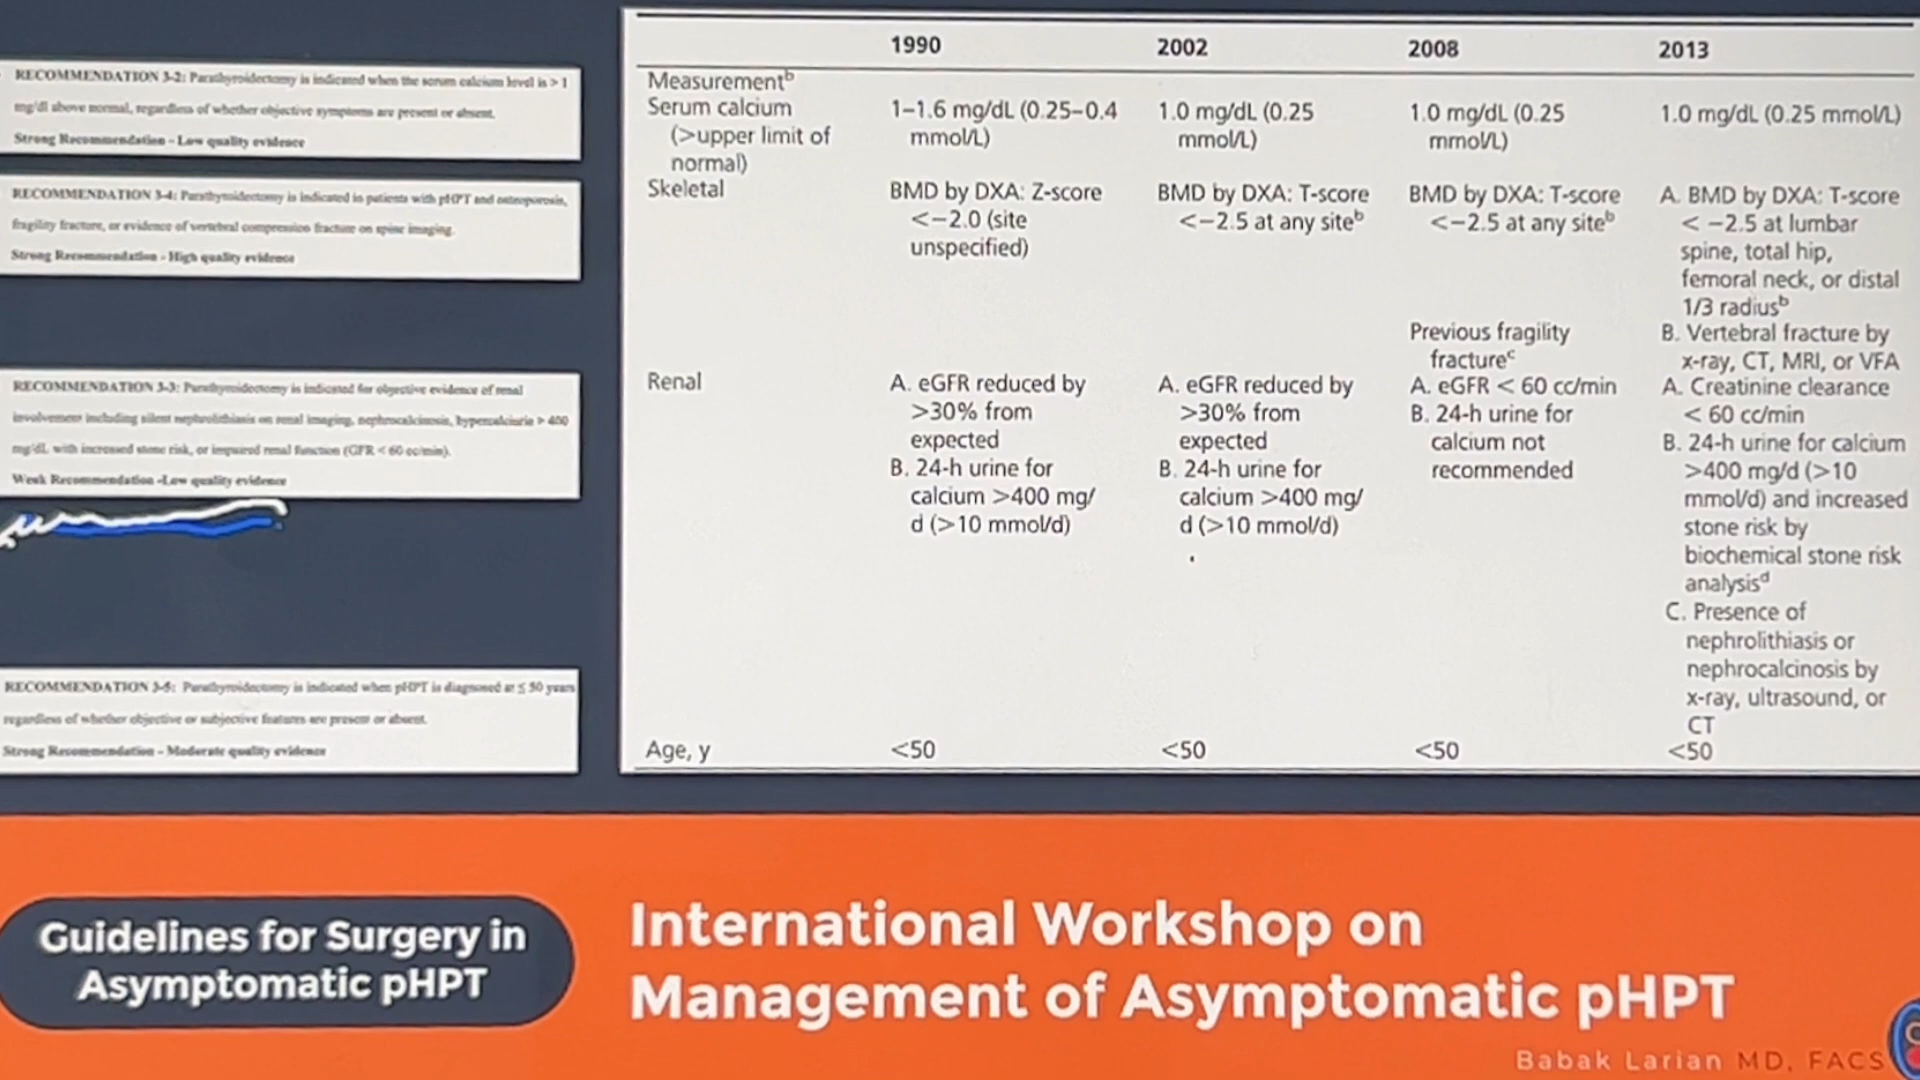 RECOMMENDATION 3-2: Parathyroidectomy is indicated when the serum calcium level is > 1
mg/dl above normal, regardless of whether objective symptoms are present or absent.
Strong Recommendation - Low quality evidence
RECOMMENDATION 3-4: Parathyroidectomy is indicated in patients with pHPT and osteoporosis,
fragility fracture, or evidence of vertebral compression fracture on spine imaging.
Strong Recommendation - High quality evidence
RECOMMENDATION 3-3: Parathyroidectomy is indicated for objective evidence of renal
involvement including silent nephrolithiasis on renal imaging, nephrocalcinosis, hypercalciuria > 400
mg/dL with increased stone risk, or impaired renal function (GFR < 60 cc/min).
Weak Recommendation -Low quality evidence
RECOMMENDATION 3-5: Parathyroidectomy is indicated when pHPT is diagnosed at ≤ 50 years
regardless of whether objective or subjective features are present or absent.
Strong Recommendation - Moderate quality evidence
1990 2002 2008 2013
Measurementᵇ
Serum calcium 1–1.6 mg/dL (0.25–0.4 1.0 mg/dL (0.25 1.0 mg/dL (0.25 1.0 mg/dL (0.25 mmol/L)
(>upper limit of mmol/L) mmol/L) mmol/L)
normal)
Skeletal BMD by DXA: Z-score BMD by DXA: T-score BMD by DXA: T-score A. BMD by DXA: T-score
<−2.0 (site <−2.5 at any siteᵇ <−2.5 at any siteᵇ < −2.5 at lumbar
unspecified) spine, total hip,
femoral neck, or distal
1/3 radiusᵇ
Previous fragility B. Vertebral fracture by
fractureᶜ x-ray, CT, MRI, or VFA
Renal A. eGFR reduced by A. eGFR reduced by A. eGFR < 60 cc/min A. Creatinine clearance
>30% from >30% from B. 24-h urine for < 60 cc/min
expected expected calcium not B. 24-h urine for calcium
B. 24-h urine for B. 24-h urine for recommended >400 mg/d (>10
calcium >400 mg/ calcium >400 mg/ mmol/d) and increased
d (>10 mmol/d) d (>10 mmol/d) stone risk by
biochemical stone risk
analysisᵈ
C. Presence of
nephrolithiasis or
nephrocalcinosis by
x-ray, ultrasound, or
CT
Age, y <50 <50 <50 <50
Guidelines for Surgery in
Asymptomatic pHPT
International Workshop on
Management of Asymptomatic pHPT
Babak Larian MD, FACS